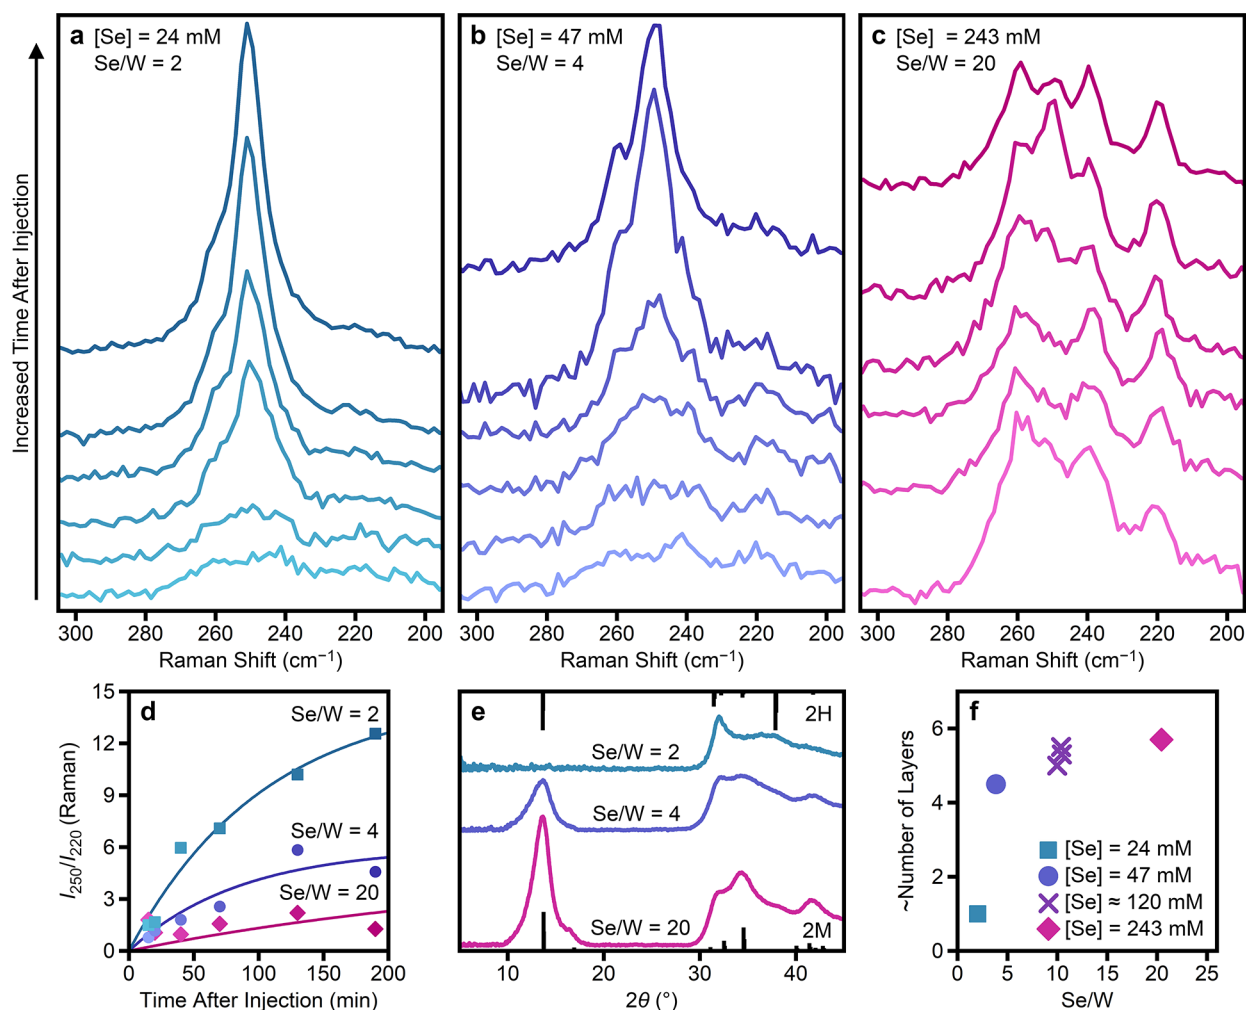 Increased Time After Injection
a [Se] = 24 mM
Se/W = 2
300 280 260 240 220 200
Raman Shift (cm⁻¹)
b [Se] = 47 mM
Se/W = 4
300 280 260 240 220 200
Raman Shift (cm⁻¹)
c [Se] = 243 mM
Se/W = 20
300 280 260 240 220 200
Raman Shift (cm⁻¹)
d
I₂₅₀/I₂₂₀ (Raman)
15
12
9
6
3
0
Se/W = 2
Se/W = 4
Se/W = 20
0 50 100 150 200
Time After Injection (min)
e
2H
Se/W = 2
Se/W = 4
Se/W = 20
2M
10 20 30 40
2θ (°)
f
~Number of Layers
6
4
2
0
[Se] = 24 mM
[Se] = 47 mM
[Se] ≈ 120 mM
[Se] = 243 mM
0 5 10 15 20 25
Se/W